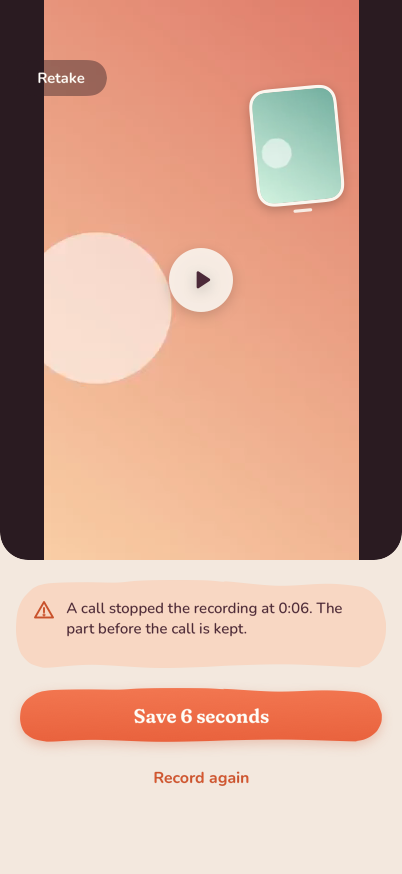 Retake
A call stopped the recording at 0:06. The
part before the call is kept.
Save 6 seconds
Record again